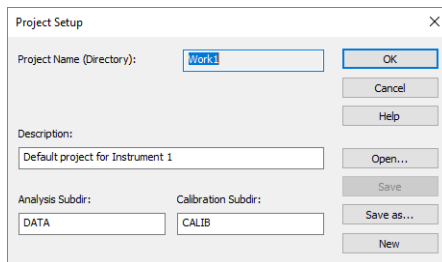 Project Setup
Project Name (Directory):
Work1
OK
Cancel
Help
Description:
Default project for Instrument 1
Open...
Save
Analysis Subdir:
Calibration Subdir:
DATA
CALIB
Save as...
New